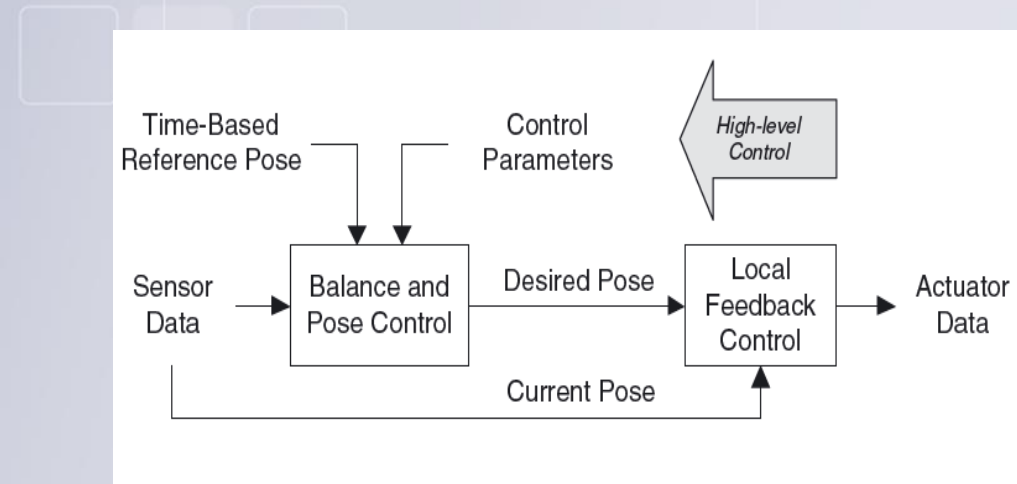 Time-Based
Reference Pose
Control
Parameters
High-level
Control
Sensor
Data
Balance and
Pose Control
Desired Pose
Local
Feedback
Control
Actuator
Data
Current Pose